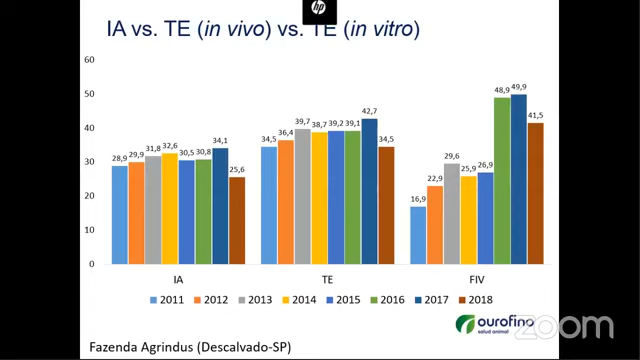 hp
IA vs. TE (in vivo) vs. TE (in vitro)
60
50
40
30
20
10
0
28,9 29,9 31,8 32,6 30,5 30,8 34,1 25,6
34,5 36,4 39,7 38,7 39,2 39,1 42,7 34,5
16,9 22,9 29,6 25,9 26,9 48,9 49,9 41,5
IA TE FIV
2011 2012 2013 2014 2015 2016 2017 2018
ourofino
salud animal
zoom
Fazenda Agrindus (Descalvado-SP)